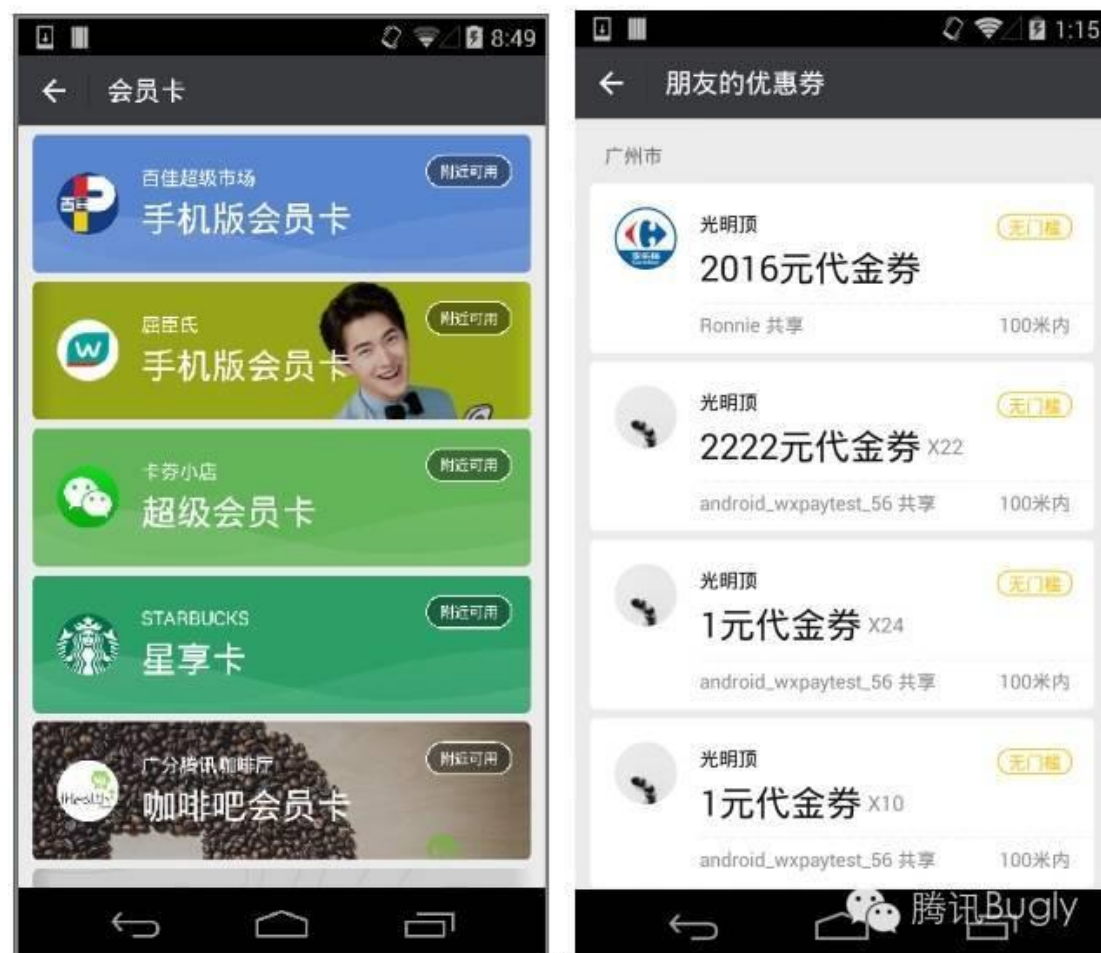 8:49
会员卡
百佳超级市场
附近可用
手机版会员卡
百佳
屈臣氏
附近可用
手机版会员卡
卡券小店
附近可用
超级会员卡
STARBUCKS
附近可用
星享卡
广分腾讯咖啡厅
附近可用
iHealth
咖啡吧会员卡
1:15
朋友的优惠券
广州市
光明顶
无门槛
2016元代金券
家乐福
Ronnie 共享
100米内
光明顶
无门槛
2222元代金券 X22
android_wxpaytest_56 共享
100米内
光明顶
无门槛
1元代金券 X24
android_wxpaytest_56 共享
100米内
光明顶
无门槛
1元代金券 X10
android_wxpaytest_56 共享
100米内
腾讯Bugly